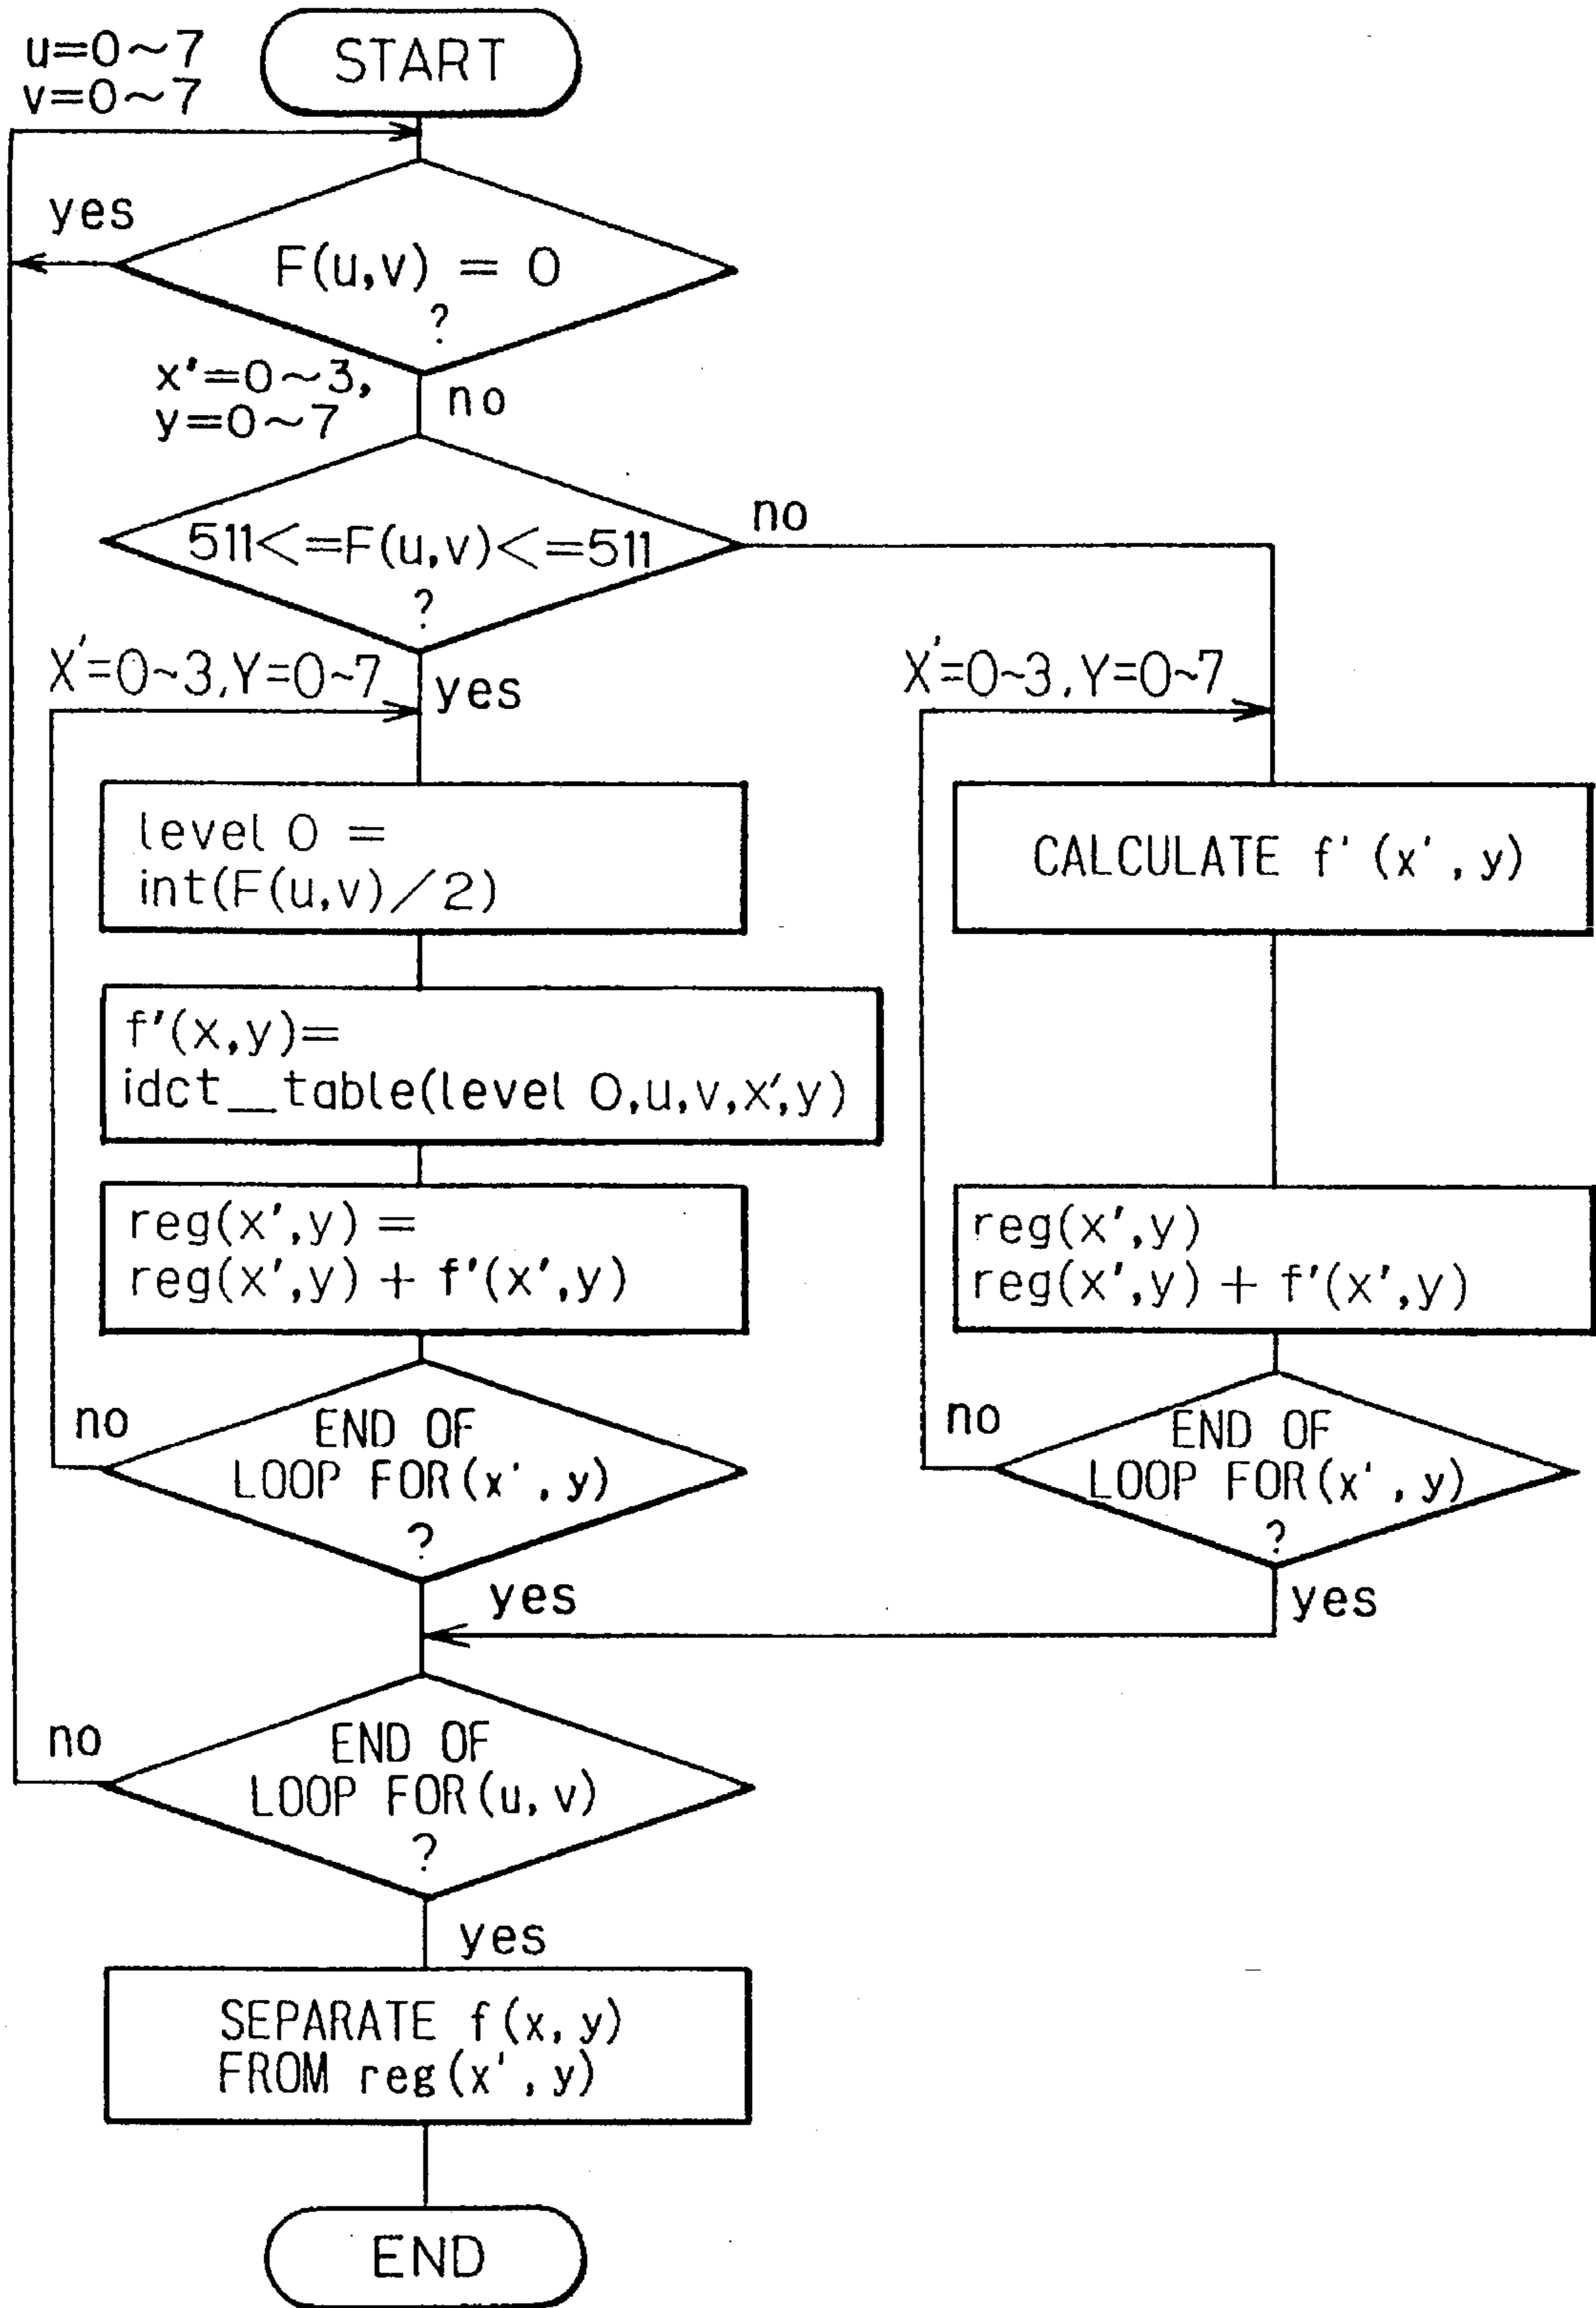 u=0~7
v=0~7
START
yes
F(u,v) = 0
?
x'=0~3,
y=0~7
no
511<=F(u,v)<=511
?
no
X'=0~3,Y=0~7
yes
X'=0~3,Y=0~7
level 0 =
int(F(u,v)/2)
CALCULATE f'(x',y)
f'(x,y)=
idct_table(level 0,u,v,x',y)
reg(x',y) =
reg(x',y) + f'(x',y)
reg(x',y)
reg(x',y) + f'(x',y)
no
END OF
LOOP FOR(x',y)
?
yes
no
END OF
LOOP FOR(x',y)
?
yes
no
END OF
LOOP FOR(u,v)
?
yes
SEPARATE f(x,y)
FROM reg(x',y)
END